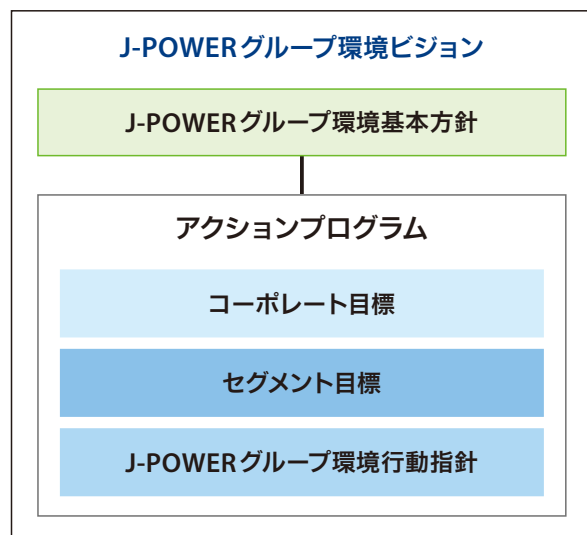 J-POWERグループ環境ビジョン
J-POWERグループ環境基本方針
アクションプログラム
コーポレート目標
セグメント目標
J-POWERグループ環境行動指針